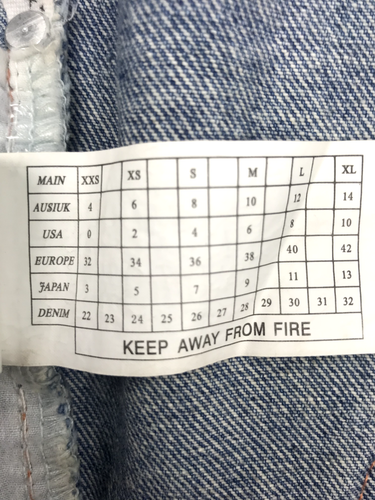 MAIN XXS XS S M L XL
AUS|UK 4 6 8 10 12 14
USA 0 2 4 6 8 10
EUROPE 32 34 36 38 40 42
JAPAN 3 5 7 9 11 13
DENIM 22 23 24 25 26 27 28 29 30 31 32
KEEP AWAY FROM FIRE